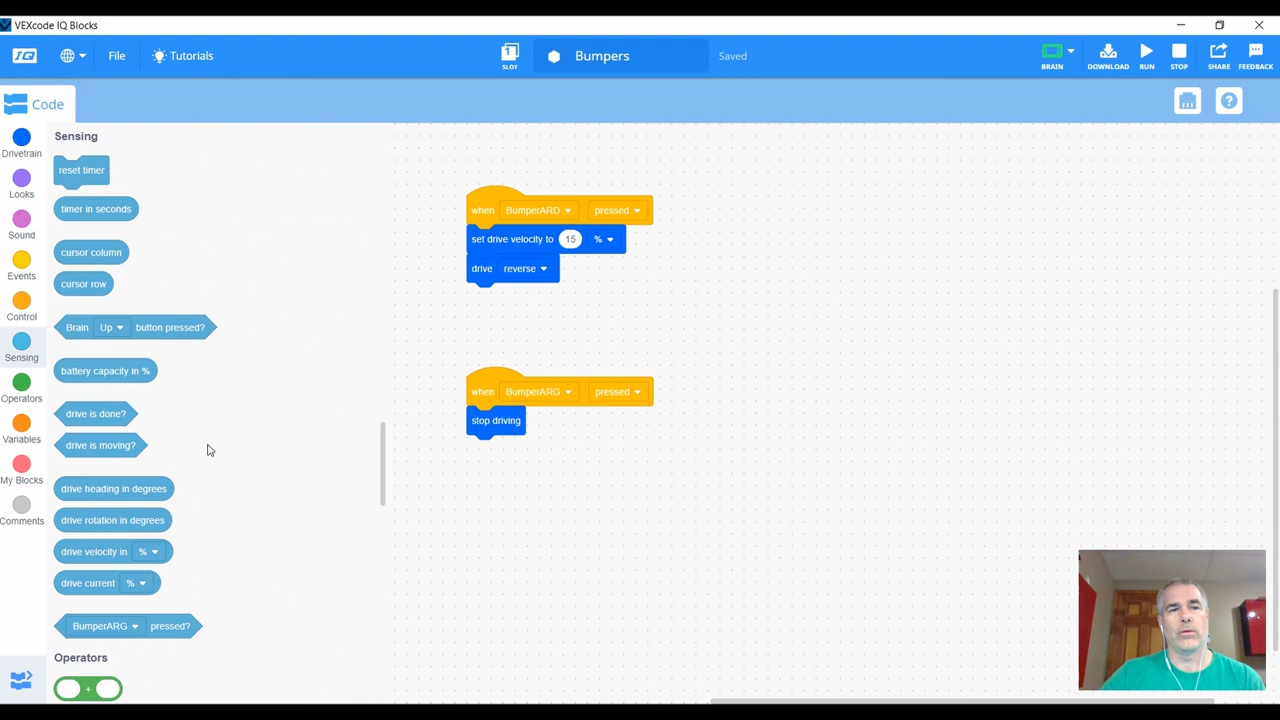 VEXcode IQ Blocks
IQ
File
Tutorials
1
SLOT
Bumpers
Saved
BRAIN
DOWNLOAD
RUN
STOP
SHARE
FEEDBACK
Code
?
Drivetrain
Looks
Sound
Events
Control
Sensing
Operators
Variables
My Blocks
Comments
Sensing
reset timer
timer in seconds
cursor column
cursor row
Brain Up button pressed?
battery capacity in %
drive is done?
drive is moving?
drive heading in degrees
drive rotation in degrees
drive velocity in %
drive current %
BumperARG pressed?
Operators
+
when BumperARD pressed
set drive velocity to 15 %
drive reverse
when BumperARG pressed
stop driving